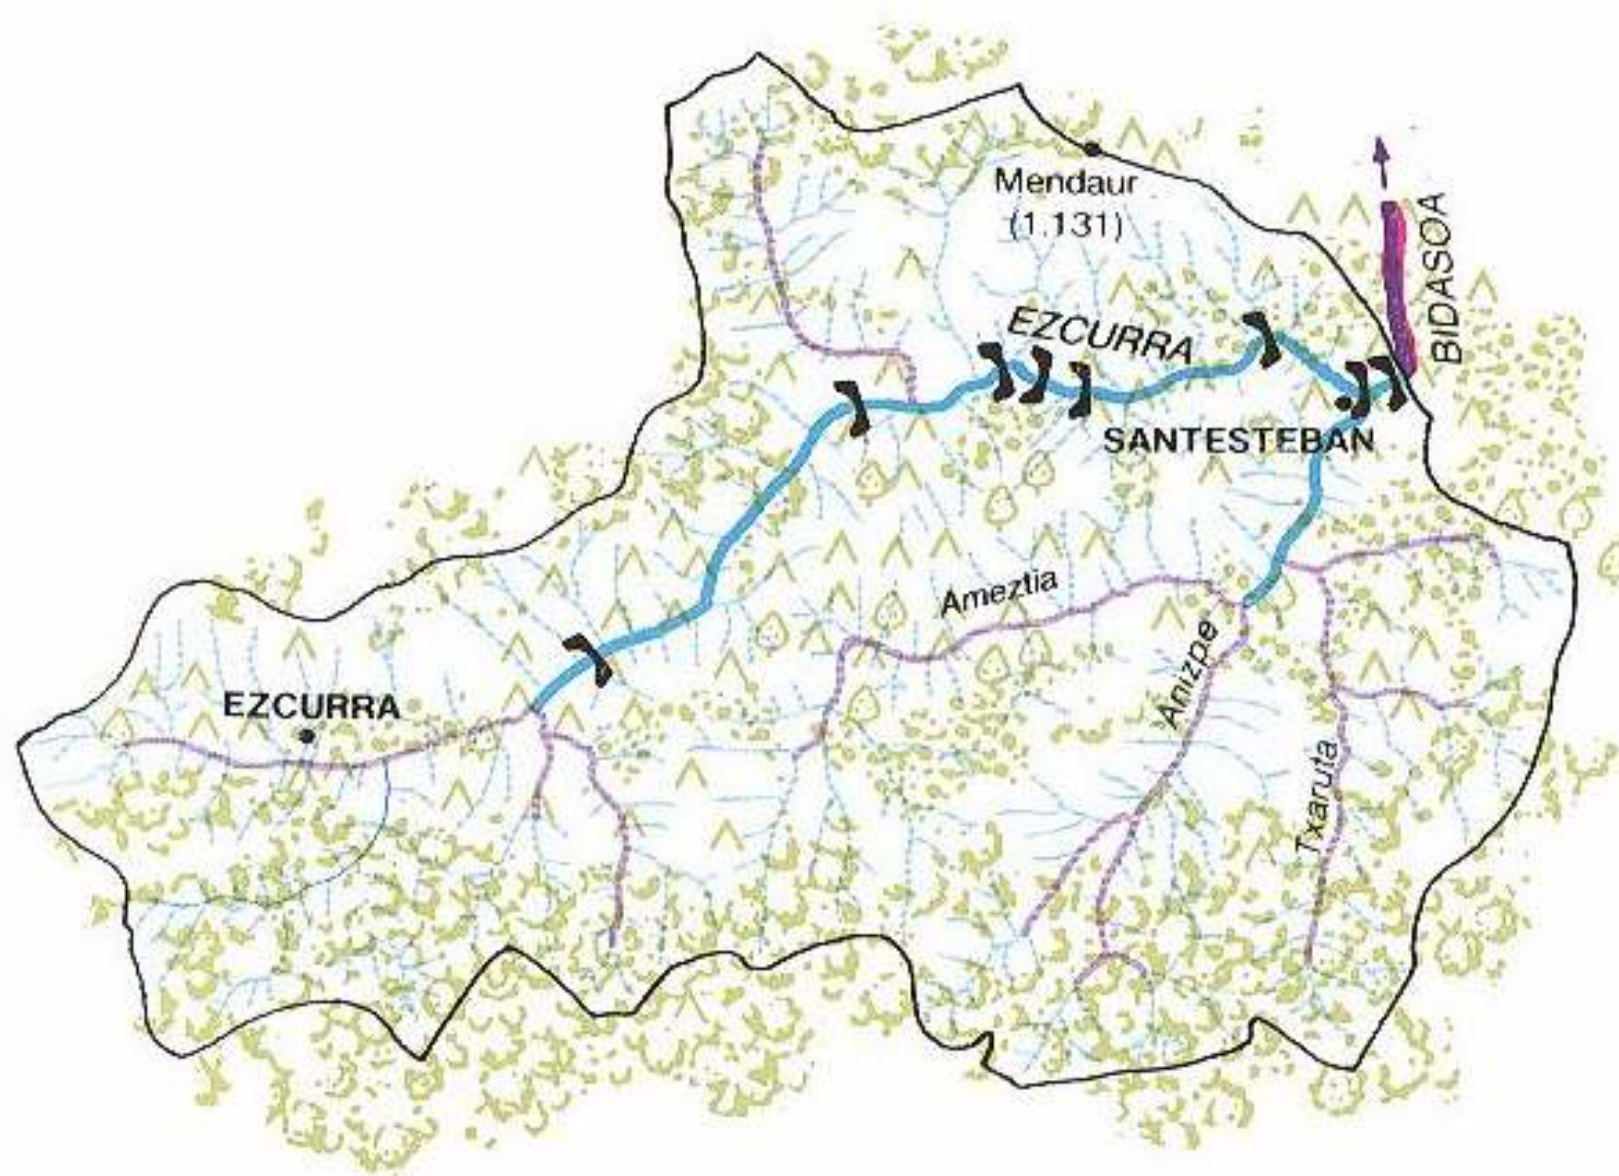 Mendaur
(1.131)
BIDASOA
EZCURRA
SANTESTEBAN
Ameztia
Anizpe
EZCURRA
Txaruta